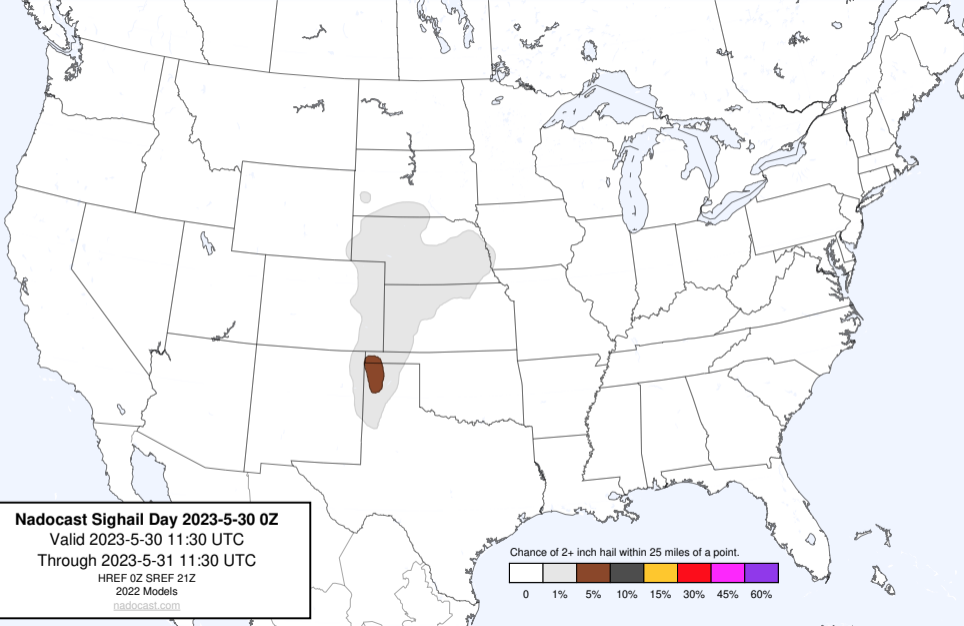 Nadocast Sighail Day 2023-5-30 0Z
Valid 2023-5-30 11:30 UTC
Through 2023-5-31 11:30 UTC
HREF 0Z SREF 21Z
2022 Models
nadocast.com
Chance of 2+ inch hail within 25 miles of a point.
0 1% 5% 10% 15% 30% 45% 60%